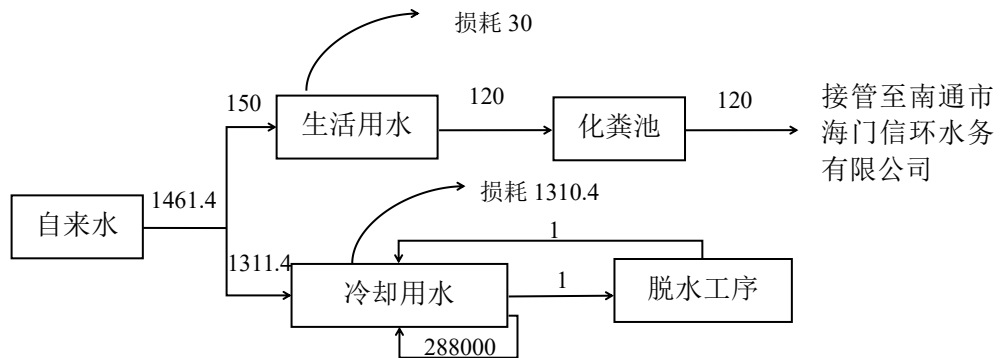 损耗 30
150
生活用水
120
化粪池
120
接管至南通市
海门信环水务
有限公司
自来水
1461.4
损耗 1310.4
1311.4
冷却用水
1
1
脱水工序
288000